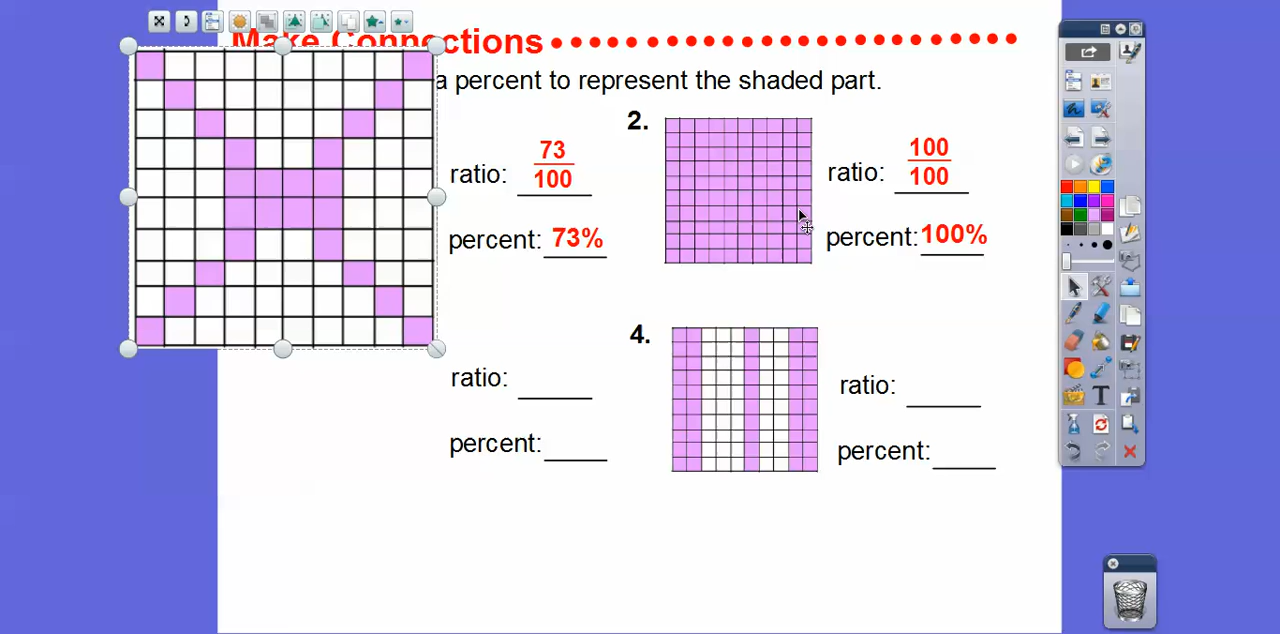 Make Connections
a percent to represent the shaded part.
2.
ratio: 73/100
percent: 73%
ratio: 100/100
percent: 100%
4.
ratio:
percent:
ratio:
percent:
T